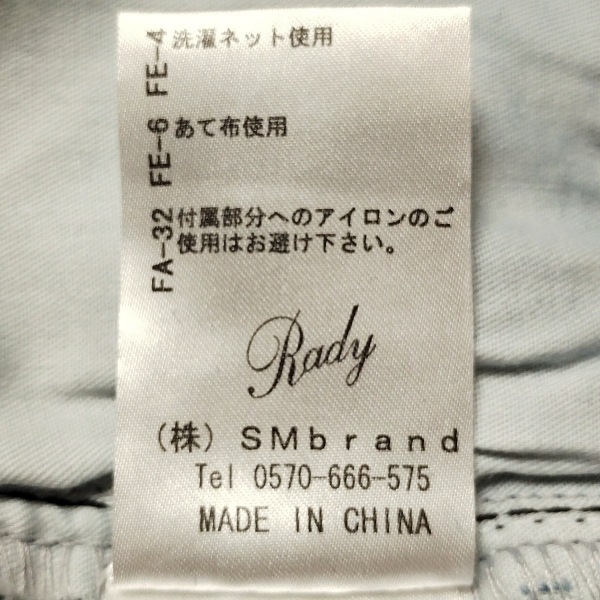 FE-4 洗濯ネット使用
FE-6 あて布使用
FA-32 付属部分へのアイロンのご
使用はお避け下さい。
Rady
(株) SMbrand
Tel 0570-666-575
MADE IN CHINA